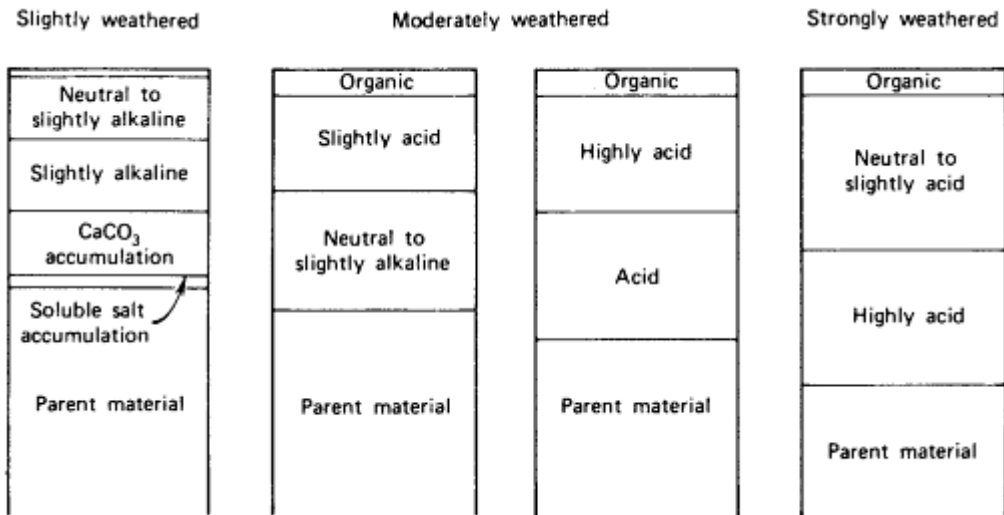 Slightly weathered
Moderately weathered
Strongly weathered
Neutral to
slightly alkaline
Slightly alkaline
CaCO₃
accumulation
Soluble salt
accumulation
Parent material
Organic
Slightly acid
Neutral to
slightly alkaline
Parent material
Organic
Highly acid
Acid
Parent material
Organic
Neutral to
slightly acid
Highly acid
Parent material